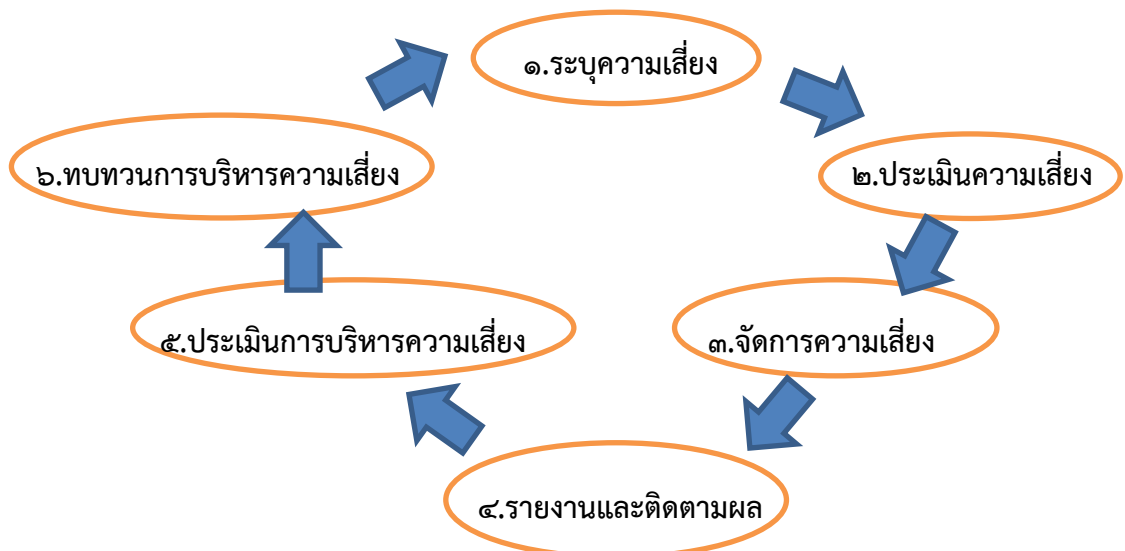 ๑.ระบุความเสี่ยง
๒.ประเมินความเสี่ยง
๓.จัดการความเสี่ยง
๔.รายงานและติดตามผล
๕.ประเมินการบริหารความเสี่ยง
๖.ทบทวนการบริหารความเสี่ยง